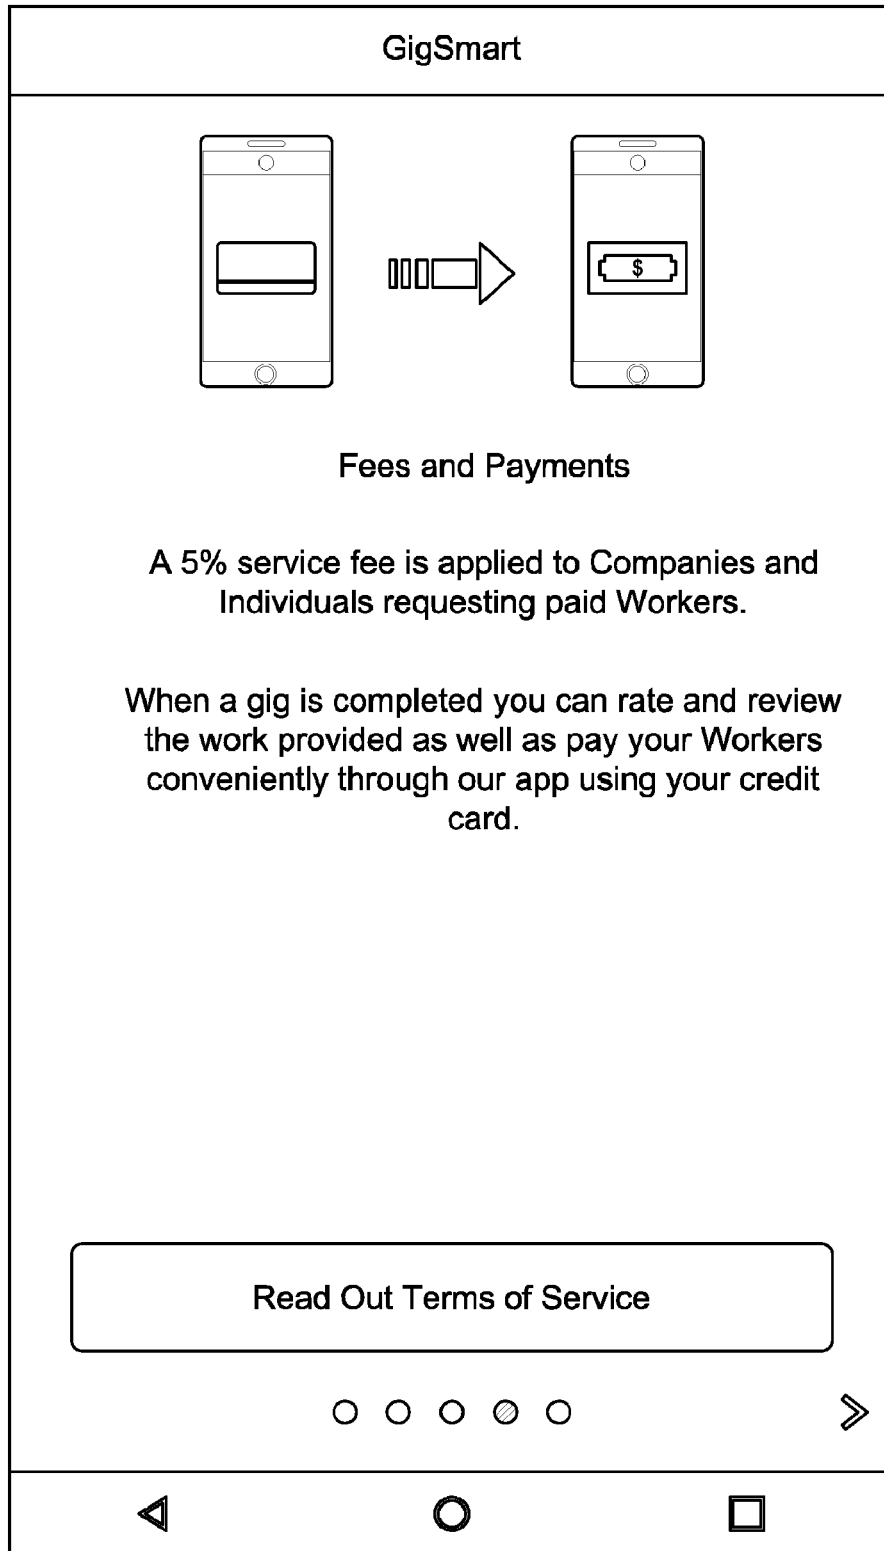 GigSmart
$
Fees and Payments
A 5% service fee is applied to Companies and
Individuals requesting paid Workers.
When a gig is completed you can rate and review
the work provided as well as pay your Workers
conveniently through our app using your credit
card.
Read Out Terms of Service